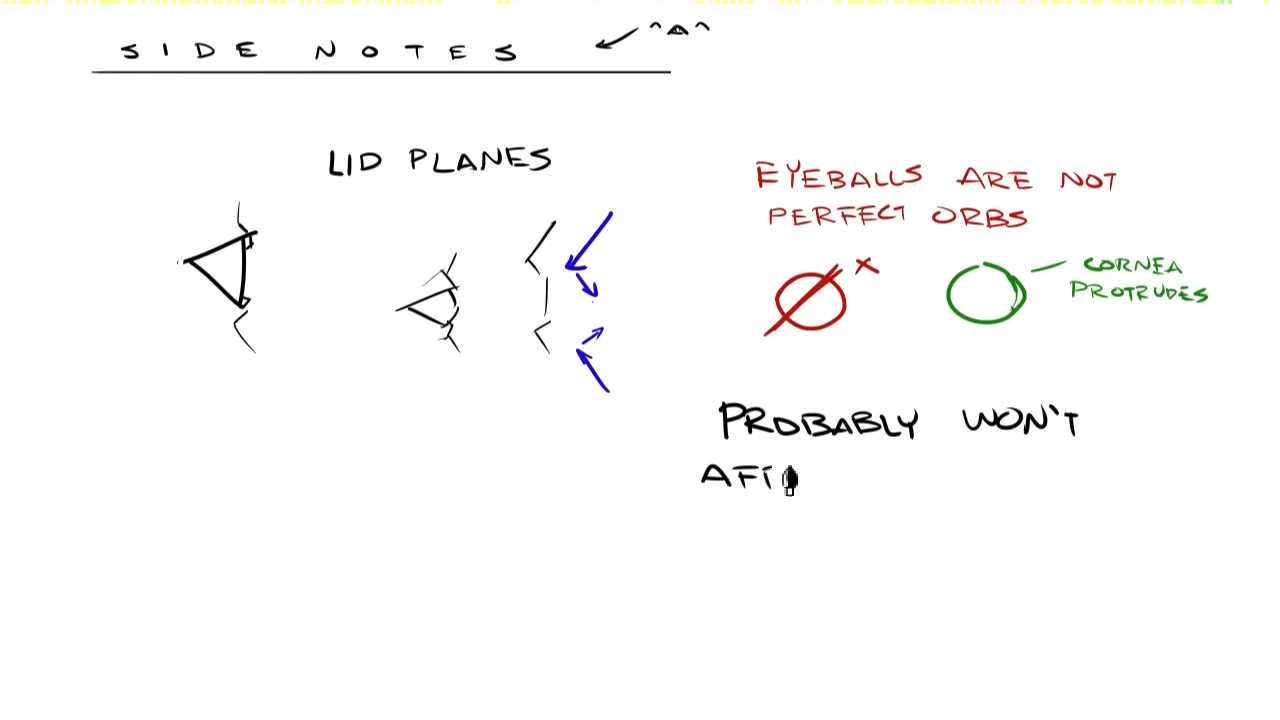 SIDE NOTES
^Δ^
LID PLANES
EYEBALLS ARE NOT
PERFECT ORBS
X
CORNEA
PROTRUDES
PROBABLY WON'T